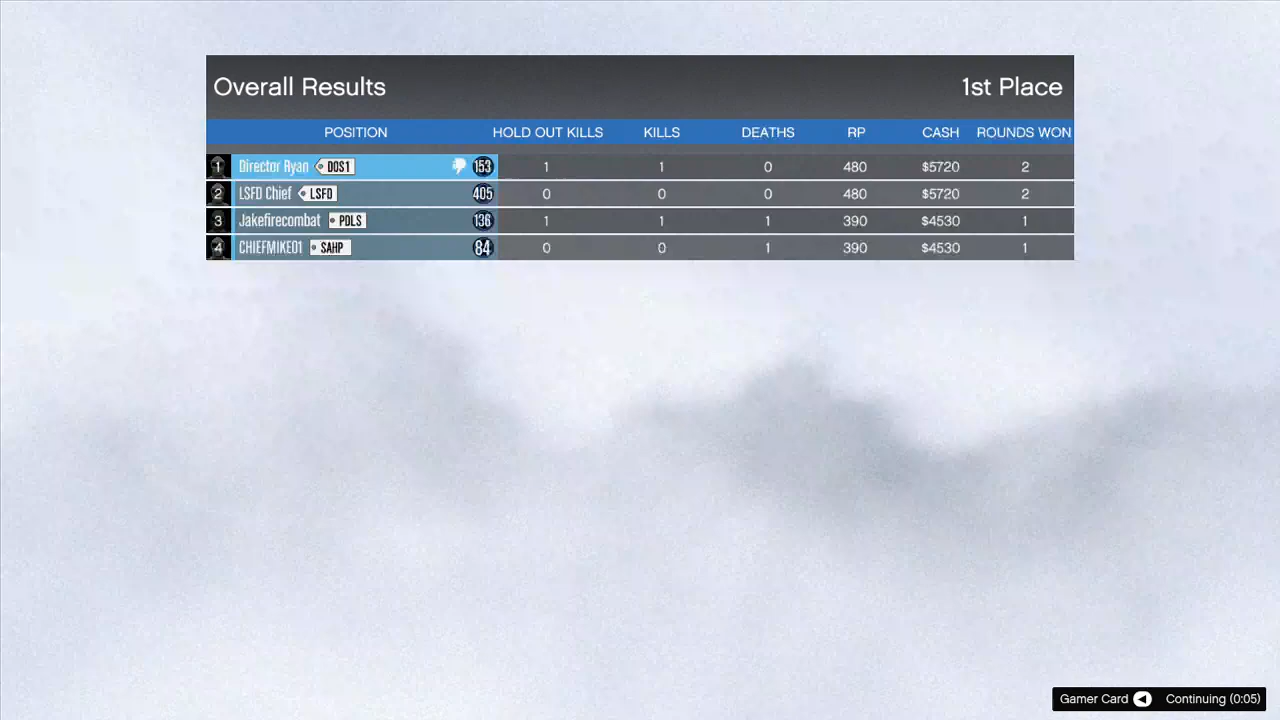 Overall Results 1st Place
POSITION HOLD OUT KILLS KILLS DEATHS RP CASH ROUNDS WON
1 Director Ryan DOS1 153 1 1 0 480 $5720 2
2 LSFD Chief LSFD 405 0 0 0 480 $5720 2
3 Jakefirecombat PDLS 136 1 1 1 390 $4530 1
4 CHIEFMIKE01 SAHP 84 0 0 1 390 $4530 1
Gamer Card Continuing (0:05)